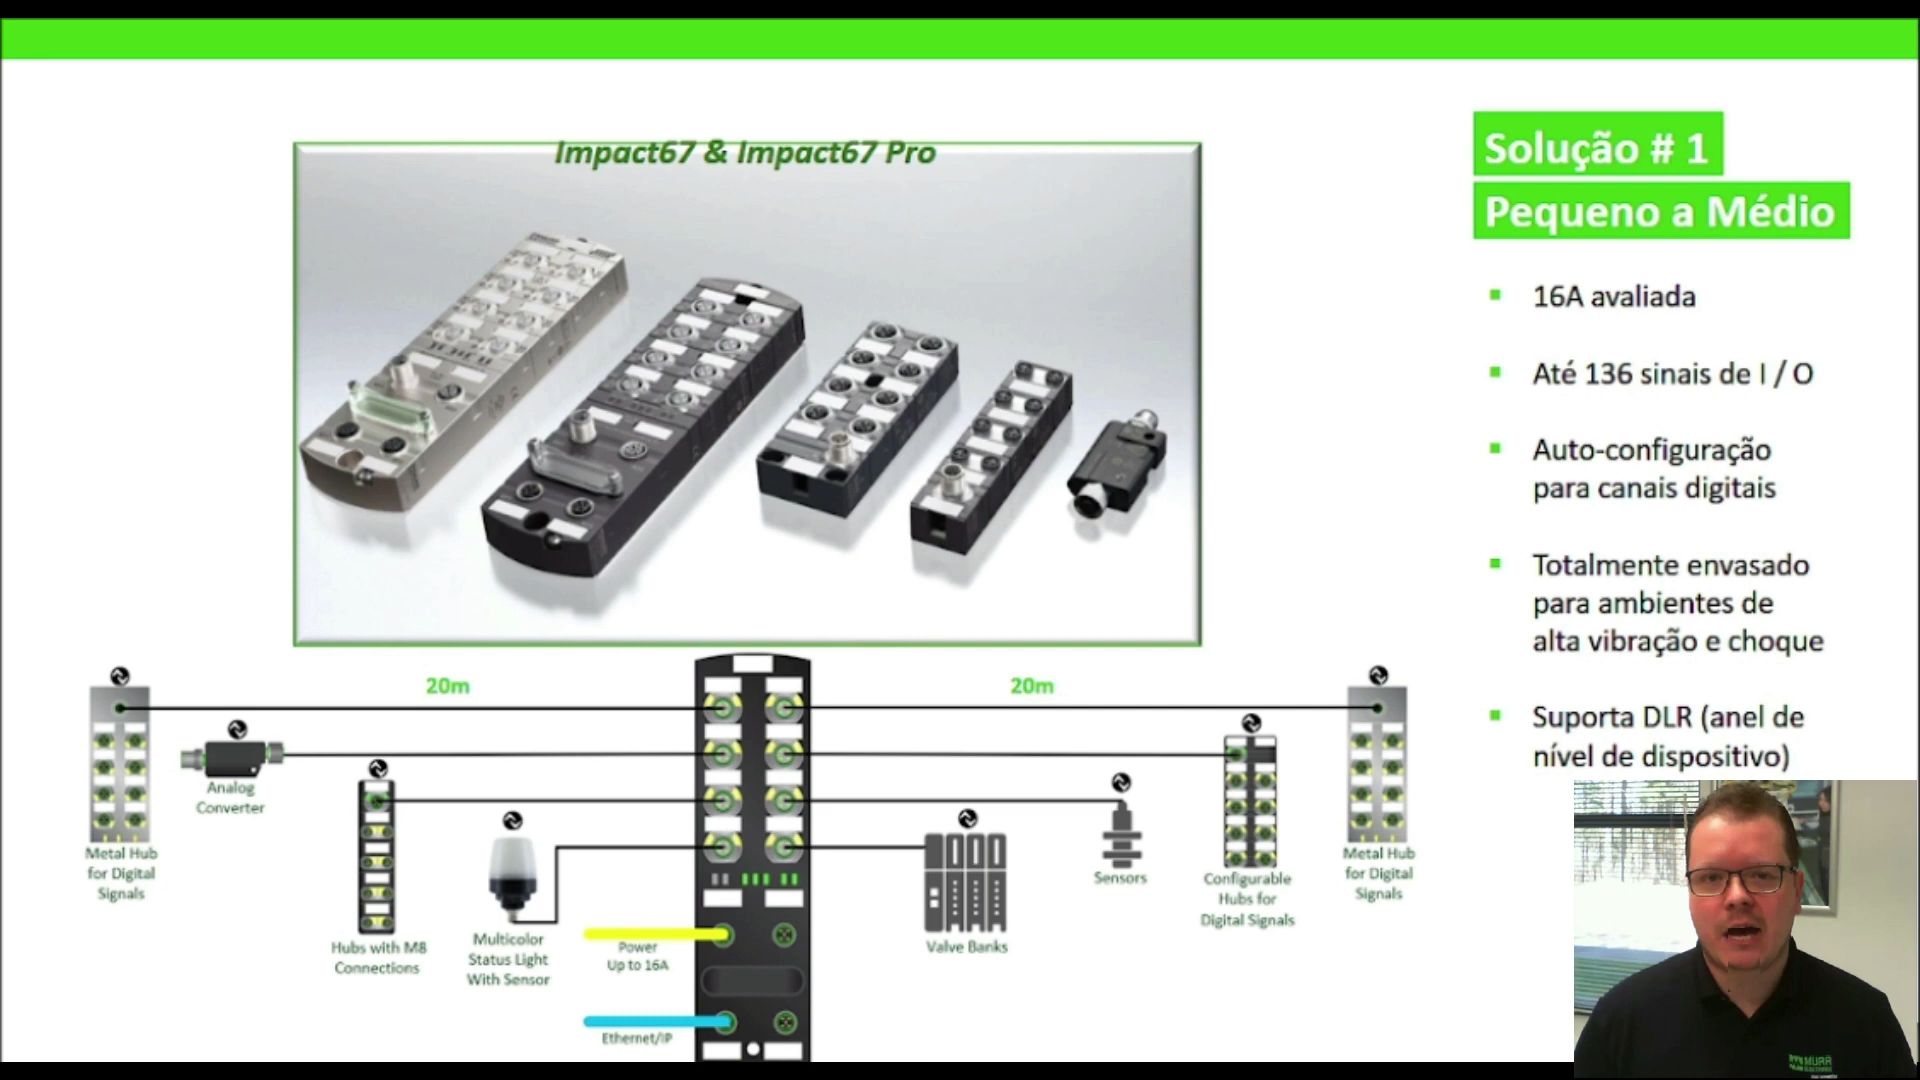 Impact67 & Impact67 Pro
Solução # 1
Pequeno a Médio
16A avaliada
Até 136 sinais de I / O
Auto-configuração
para canais digitais
Totalmente envasado
para ambientes de
alta vibração e choque
Suporta DLR (anel de
nível de dispositivo)
20m
20m
Metal Hub
for Digital
Signals
Analog
Converter
Hubs with M8
Connections
Multicolor
Status Light
With Sensor
Power
Up to 16A
Ethernet/IP
Valve Banks
Sensors
Configurable
Hubs for
Digital Signals
Metal Hub
for Digital
Signals
MURR